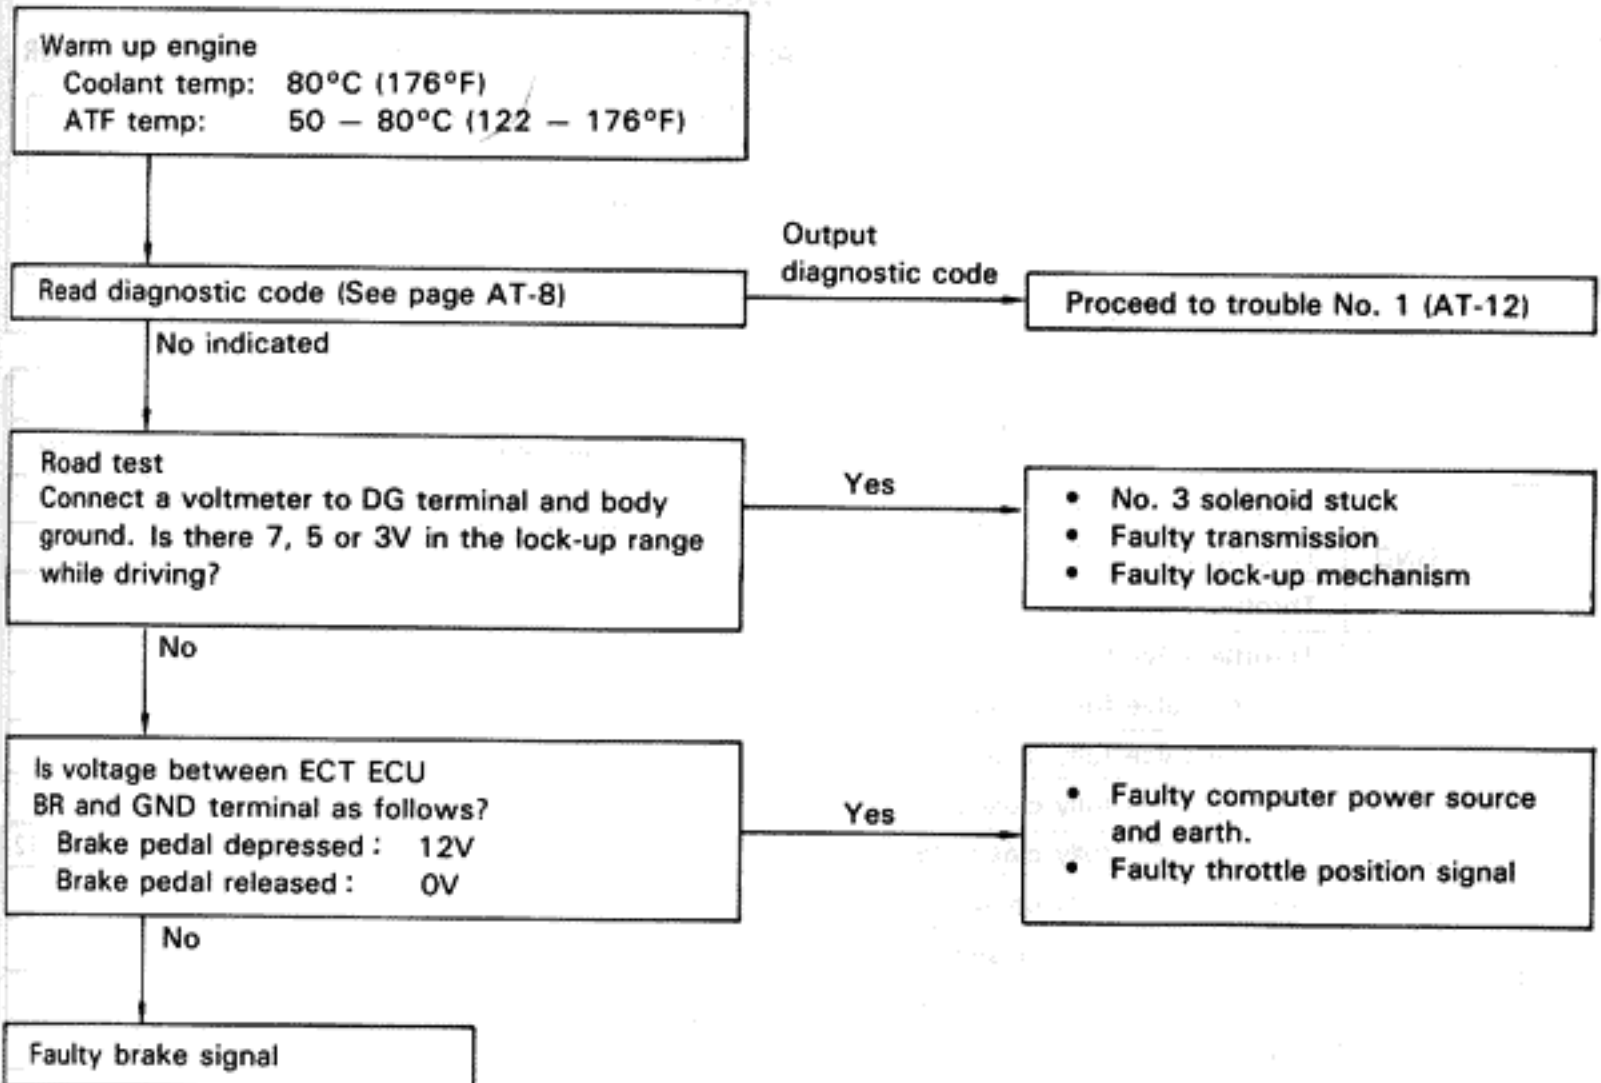 Warm up engine
Coolant temp: 80°C (176°F)
ATF temp: 50 — 80°C (122 — 176°F)
Read diagnostic code (See page AT-8)
Output
diagnostic code
Proceed to trouble No. 1 (AT-12)
No indicated
Road test
Connect a voltmeter to DG terminal and body
ground. Is there 7, 5 or 3V in the lock-up range
while driving?
Yes
• No. 3 solenoid stuck
• Faulty transmission
• Faulty lock-up mechanism
No
Is voltage between ECT ECU
BR and GND terminal as follows?
Brake pedal depressed : 12V
Brake pedal released : 0V
Yes
• Faulty computer power source
and earth.
• Faulty throttle position signal
No
Faulty brake signal